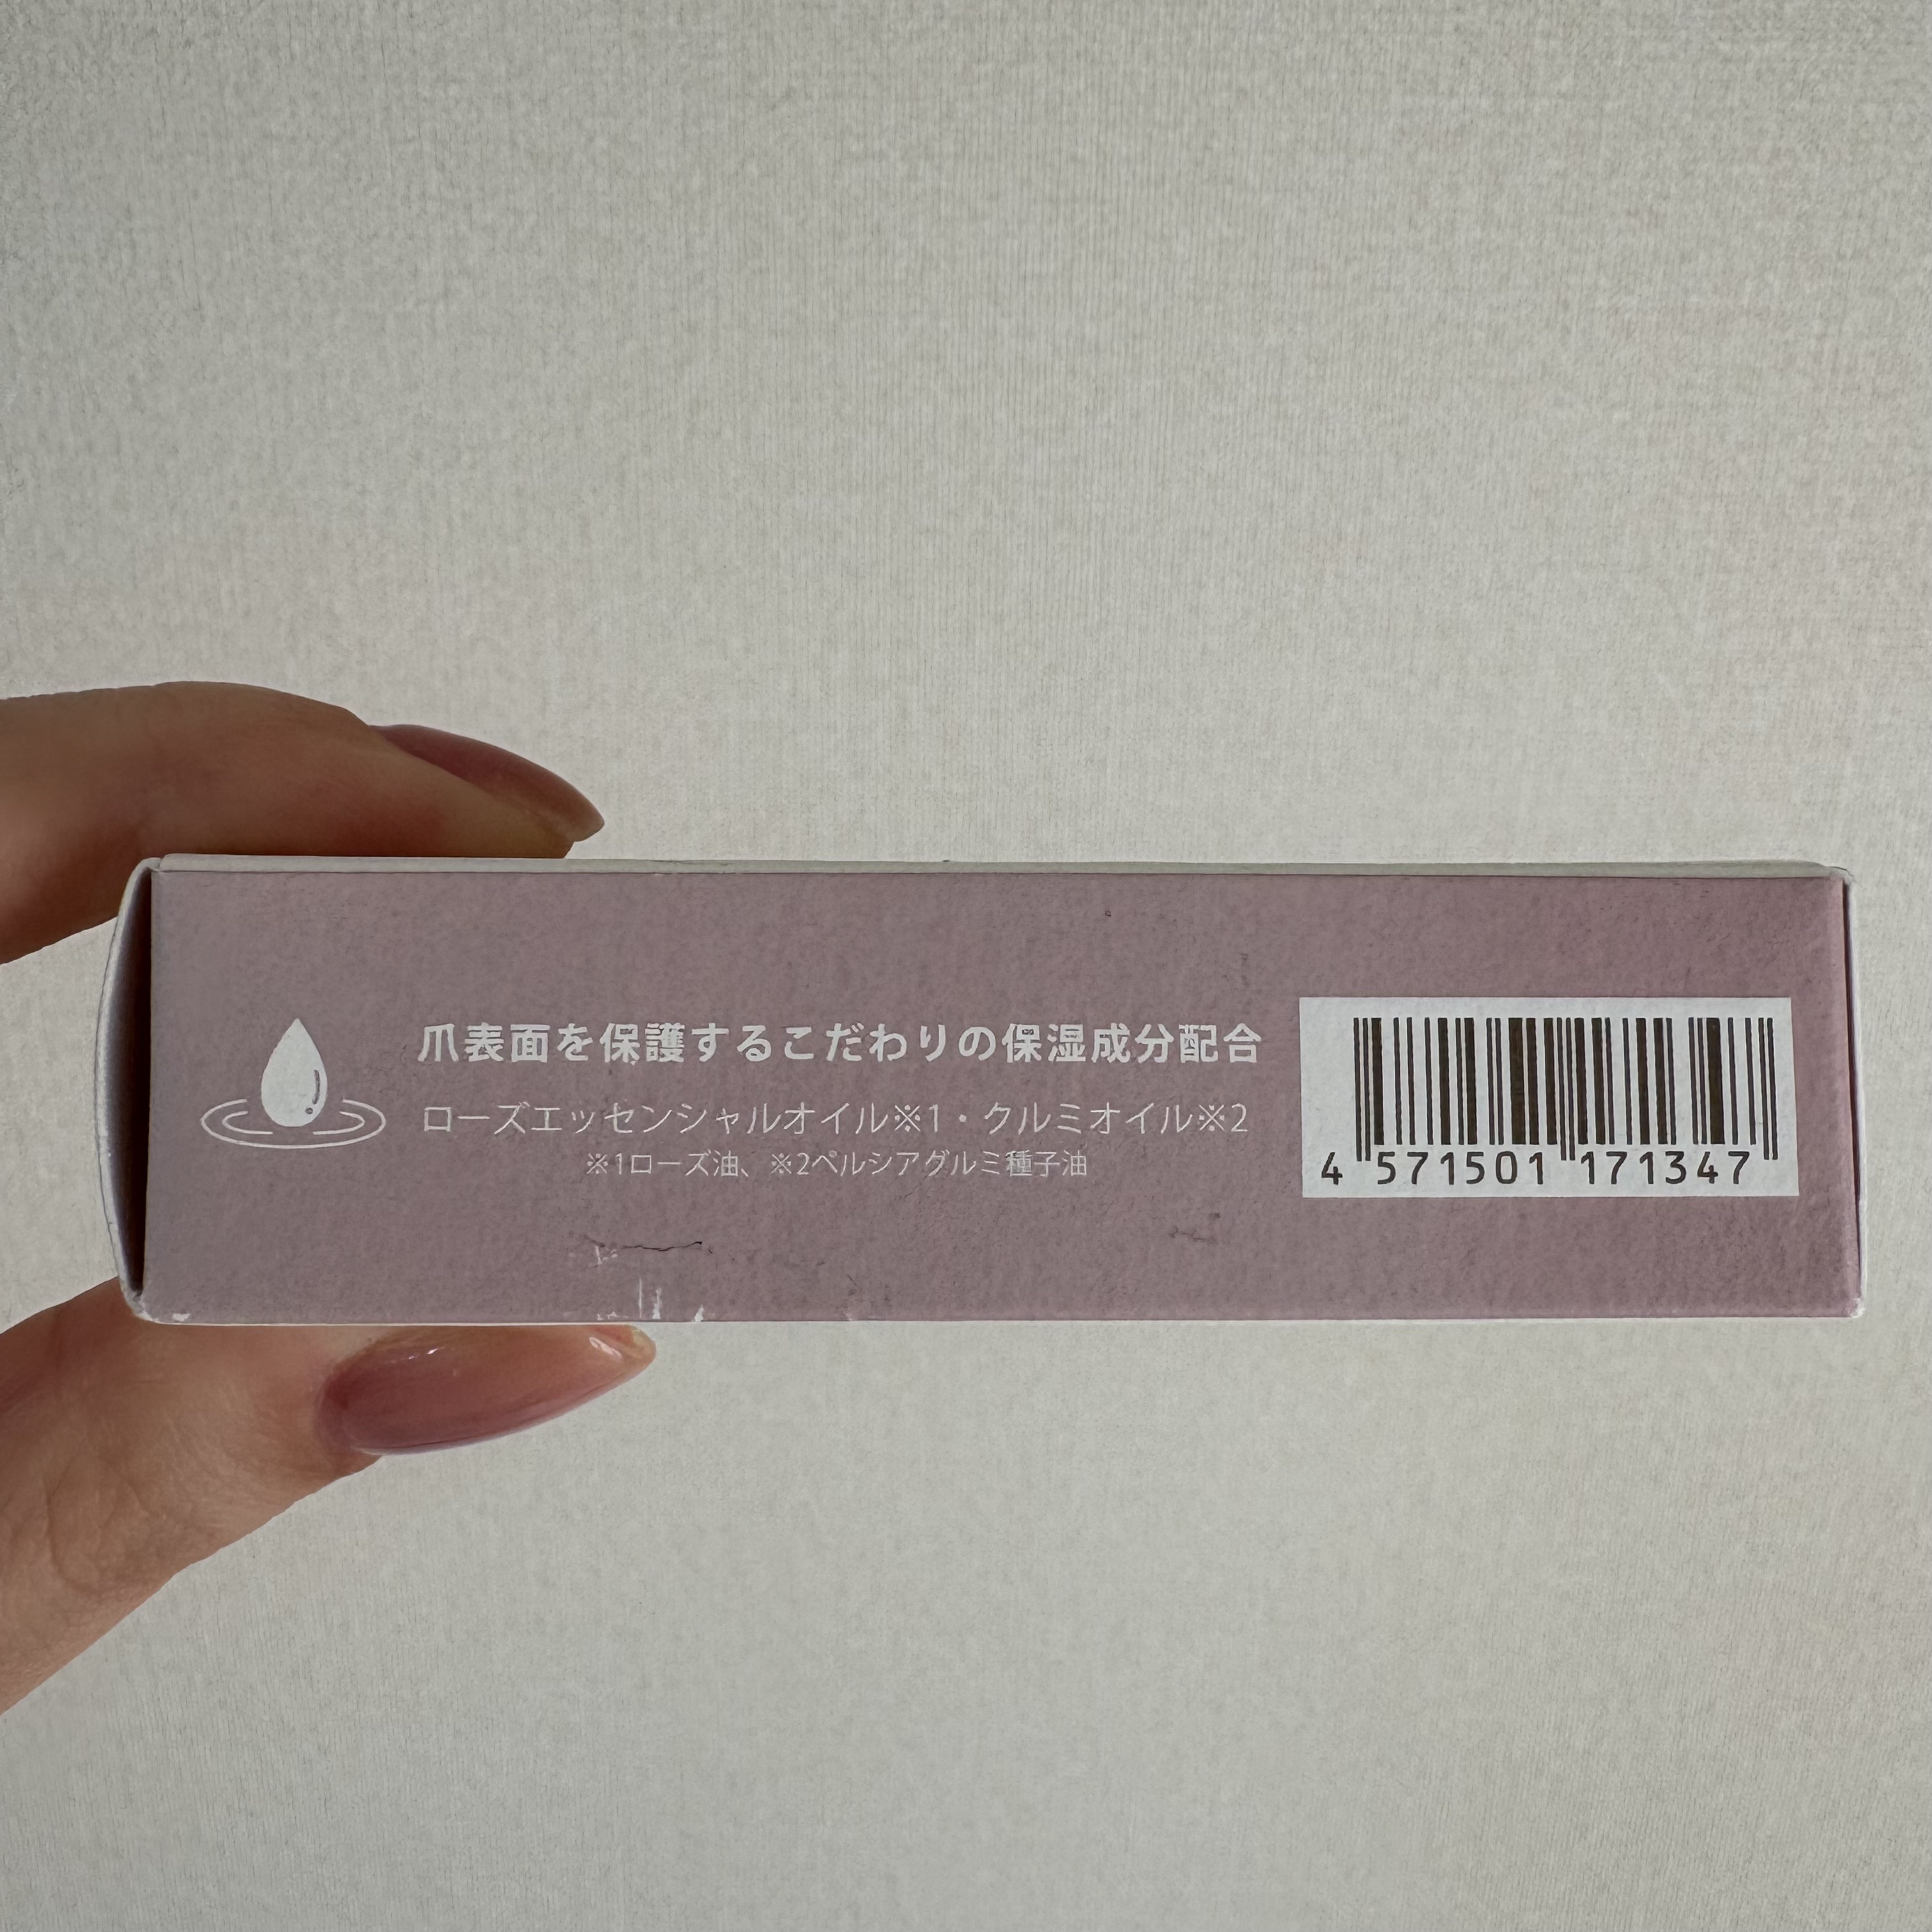 爪表面を保護するこだわりの保湿成分配合
ローズエッセンシャルオイル※1・クルミオイル※2
※1ローズ油、※2ペルシアグルミ種子油
4 571501 171347